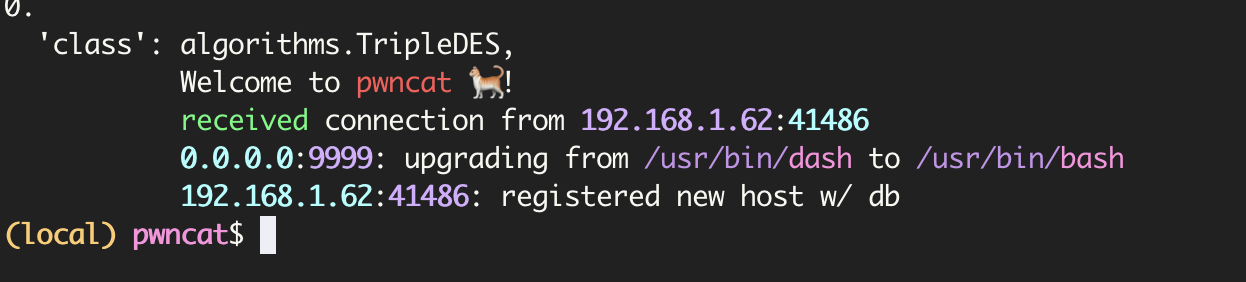 0.
'class': algorithms.TripleDES,
Welcome to pwncat 🐈!
received connection from 192.168.1.62:41486
0.0.0.0:9999: upgrading from /usr/bin/dash to /usr/bin/bash
192.168.1.62:41486: registered new host w/ db
(local) pwncat$